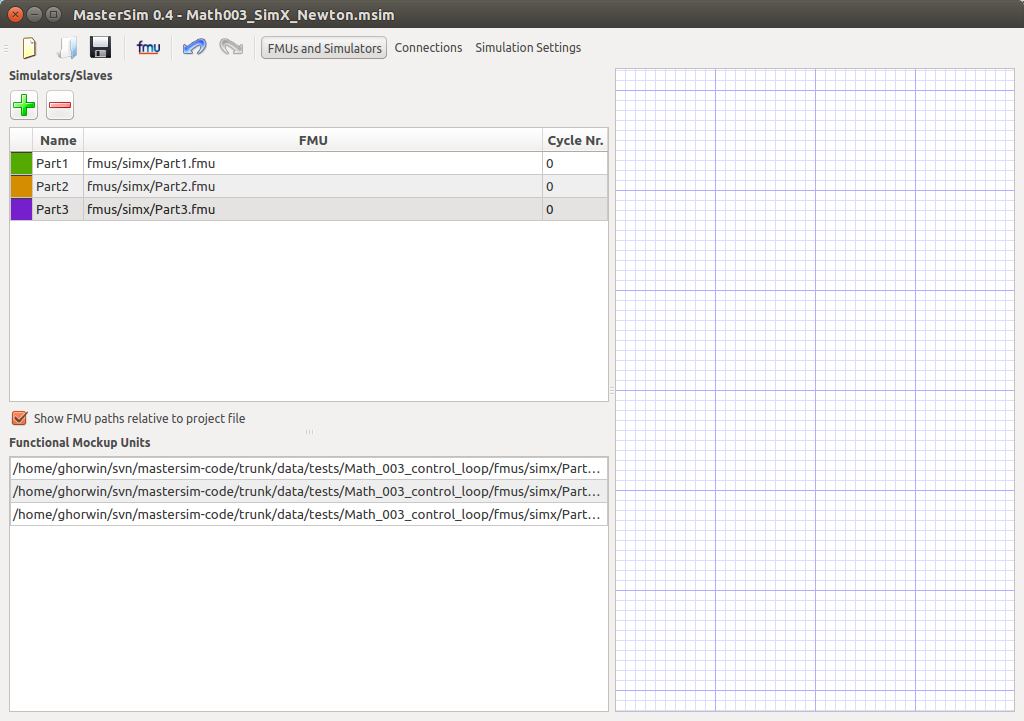 MasterSim 0.4 - Math003_SimX_Newton.msim
fmu FMUs and Simulators Connections Simulation Settings
Simulators/Slaves
Name FMU Cycle Nr.
Part1 fmus/simx/Part1.fmu 0
Part2 fmus/simx/Part2.fmu 0
Part3 fmus/simx/Part3.fmu 0
Show FMU paths relative to project file
Functional Mockup Units
/home/ghorwin/svn/mastersim-code/trunk/data/tests/Math_003_control_loop/fmus/simx/Part...
/home/ghorwin/svn/mastersim-code/trunk/data/tests/Math_003_control_loop/fmus/simx/Part...
/home/ghorwin/svn/mastersim-code/trunk/data/tests/Math_003_control_loop/fmus/simx/Part...